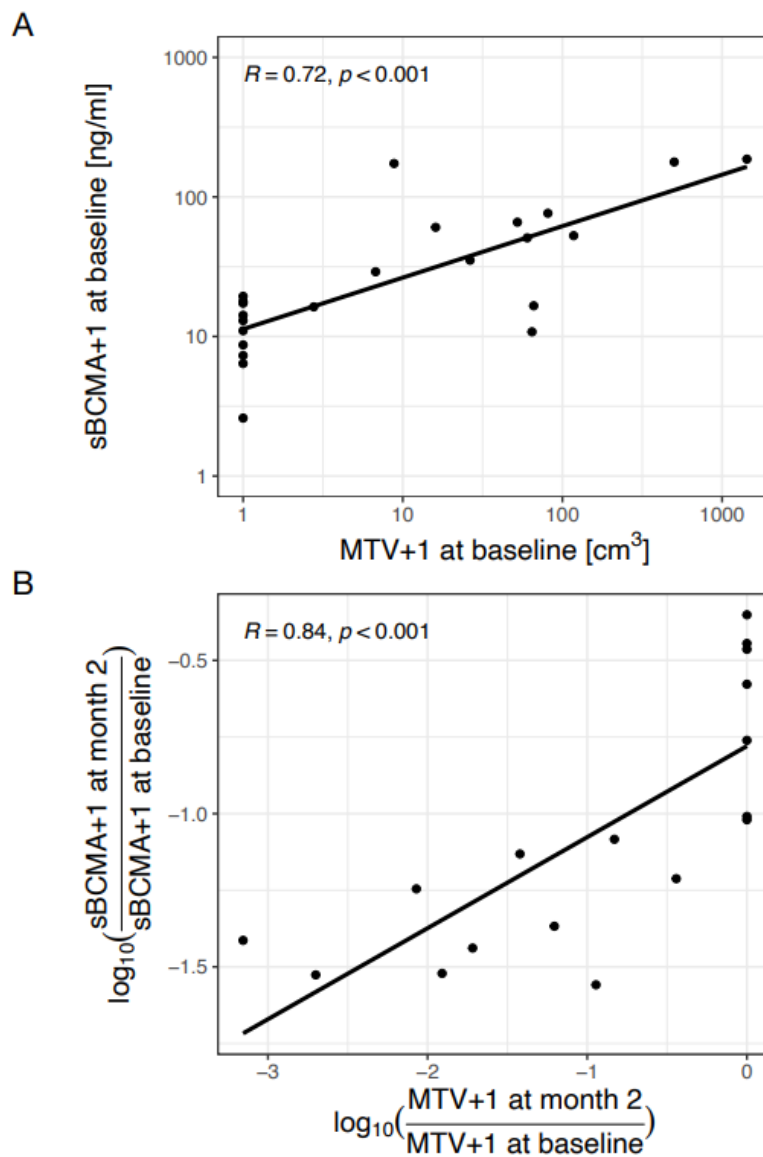 A
R = 0.72, p < 0.001
sBCMA+1 at baseline [ng/ml]
1000
100
10
1
1 10 100 1000
MTV+1 at baseline [cm³]
B
R = 0.84, p < 0.001
log₁₀(sBCMA+1 at month 2
sBCMA+1 at baseline)
−0.5
−1.0
−1.5
−3 −2 −1 0
log₁₀(MTV+1 at month 2
MTV+1 at baseline)